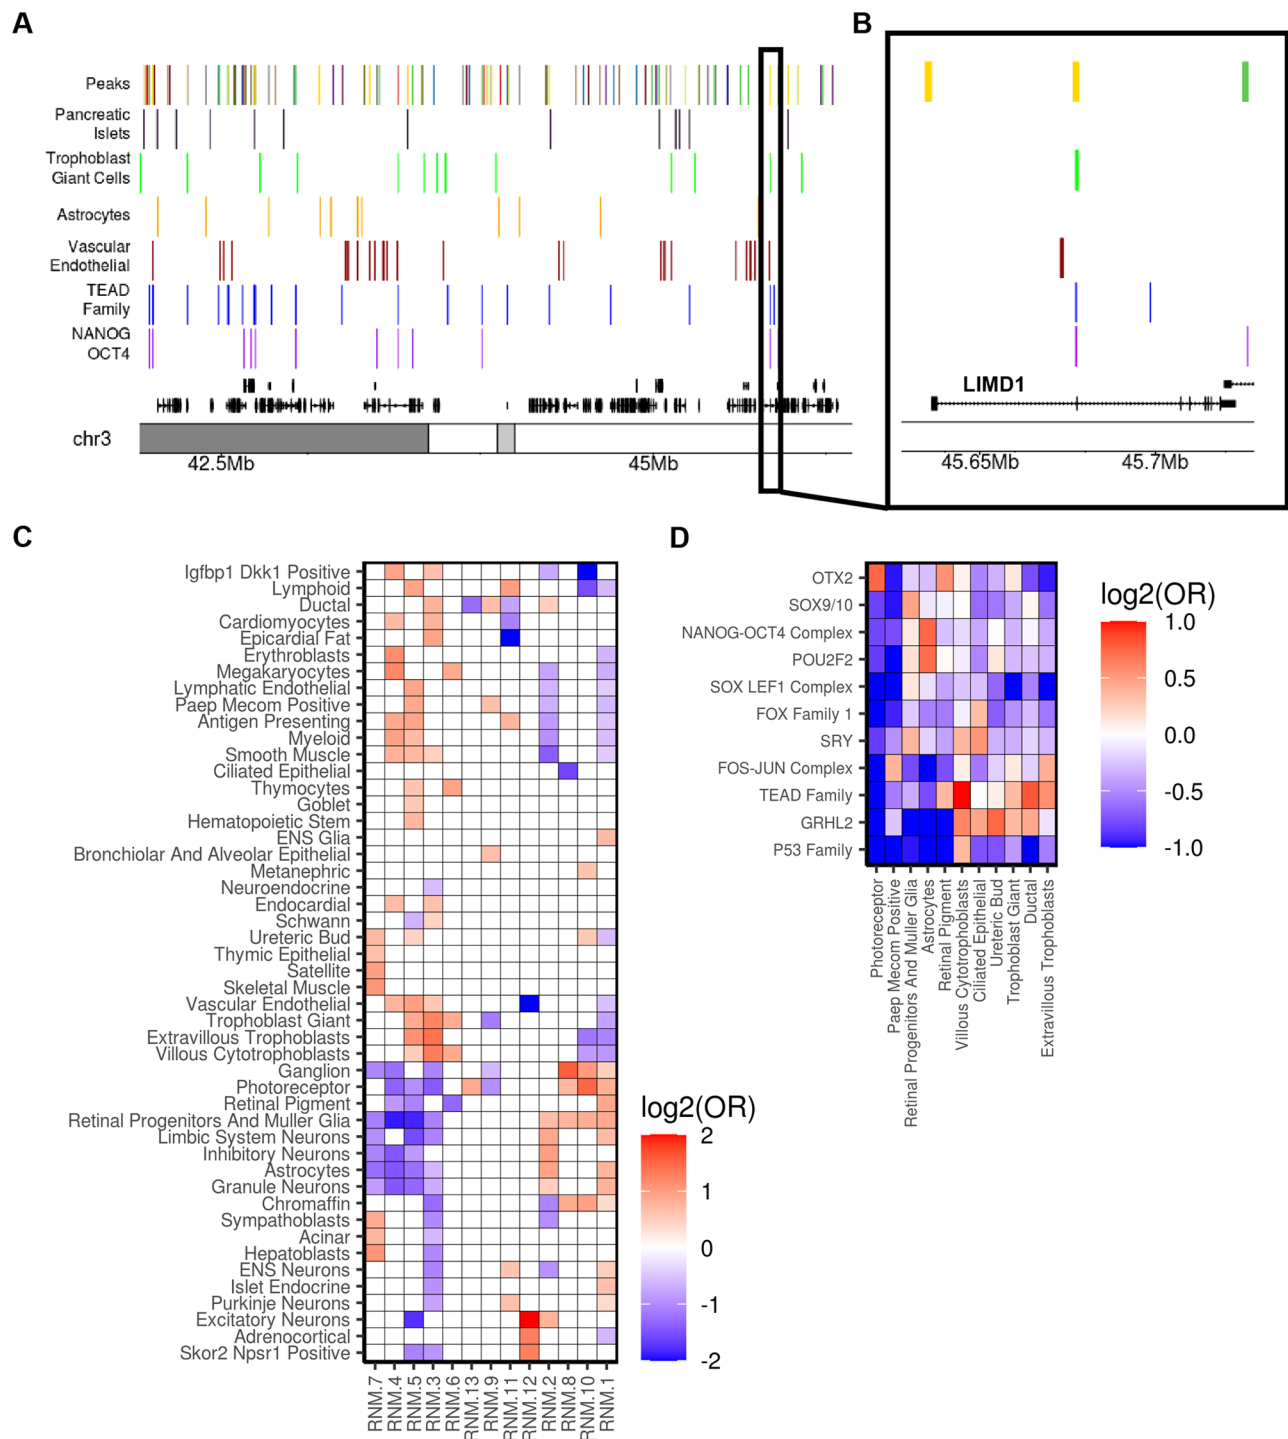 A
B
Peaks
Pancreatic
Islets
Trophoblast
Giant Cells
Astrocytes
Vascular
Endothelial
TEAD
Family
NANOG
OCT4
chr3
42.5Mb
45Mb
LIMD1
45.65Mb
45.7Mb
C
Igfbp1 Dkk1 Positive
Lymphoid
Ductal
Cardiomyocytes
Epicardial Fat
Erythroblasts
Megakaryocytes
Lymphatic Endothelial
Paep Mecom Positive
Antigen Presenting
Myeloid
Smooth Muscle
Ciliated Epithelial
Thymocytes
Goblet
Hematopoietic Stem
ENS Glia
Bronchiolar And Alveolar Epithelial
Metanephric
Neuroendocrine
Endocardial
Schwann
Ureteric Bud
Thymic Epithelial
Satellite
Skeletal Muscle
Vascular Endothelial
Trophoblast Giant
Extravillous Trophoblasts
Villous Cytotrophoblasts
Ganglion
Photoreceptor
Retinal Pigment
Retinal Progenitors And Muller Glia
Limbic System Neurons
Inhibitory Neurons
Astrocytes
Granule Neurons
Chromaffin
Sympathoblasts
Acinar
Hepatoblasts
ENS Neurons
Islet Endocrine
Purkinje Neurons
Excitatory Neurons
Adrenocortical
Skor2 Npsr1 Positive
RNM.7
RNM.4
RNM.5
RNM.3
RNM.6
RNM.13
RNM.9
RNM.11
RNM.12
RNM.2
RNM.8
RNM.10
RNM.1
log2(OR)
2
1
0
-1
-2
D
OTX2
SOX9/10
NANOG-OCT4 Complex
POU2F2
SOX LEF1 Complex
FOX Family 1
SRY
FOS-JUN Complex
TEAD Family
GRHL2
P53 Family
Photoreceptor
Paep Mecom Positive
Retinal Progenitors And Muller Glia
Astrocytes
Retinal Pigment
Villous Cytotrophoblasts
Ciliated Epithelial
Ureteric Bud
Trophoblast Giant
Ductal
Extravillous Trophoblasts
log2(OR)
1.0
0.5
0.0
-0.5
-1.0